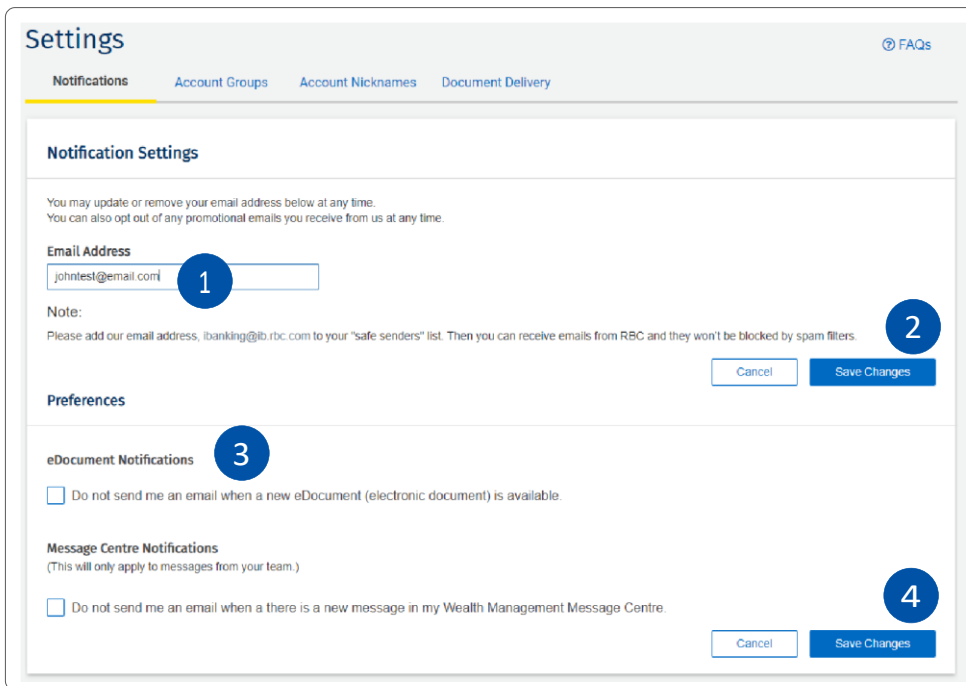 Settings
FAQs
Notifications Account Groups Account Nicknames Document Delivery
Notification Settings
You may update or remove your email address below at any time.
You can also opt out of any promotional emails you receive from us at any time.
Email Address
johntest@email.com
1
Note:
2
Please add our email address, ibanking@ib.rbc.com to your "safe senders" list. Then you can receive emails from RBC and they won't be blocked by spam filters.
Cancel Save Changes
Preferences
3
eDocument Notifications
Do not send me an email when a new eDocument (electronic document) is available.
Message Centre Notifications
(This will only apply to messages from your team.)
4
Do not send me an email when a there is a new message in my Wealth Management Message Centre.
Cancel Save Changes